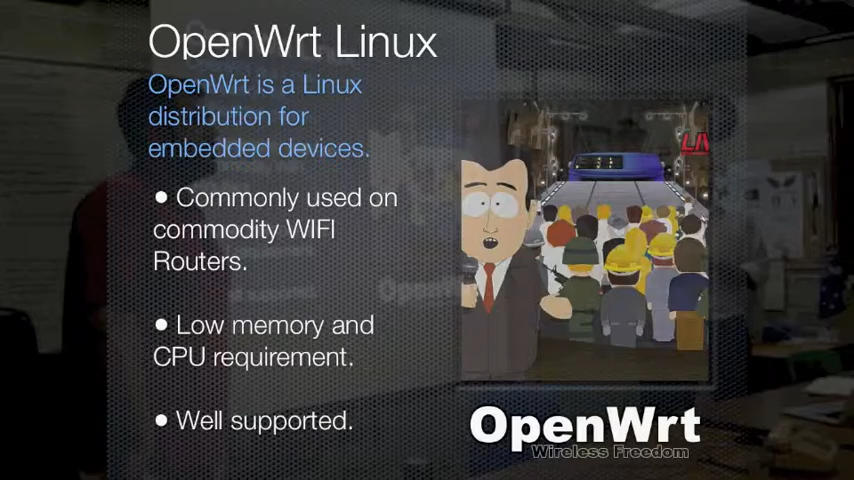 OpenWrt Linux
OpenWrt is a Linux
distribution for
embedded devices.
● Commonly used on
commodity WIFI
Routers.
● Low memory and
CPU requirement.
● Well supported.
LIV
OpenWrt
Wireless Freedom